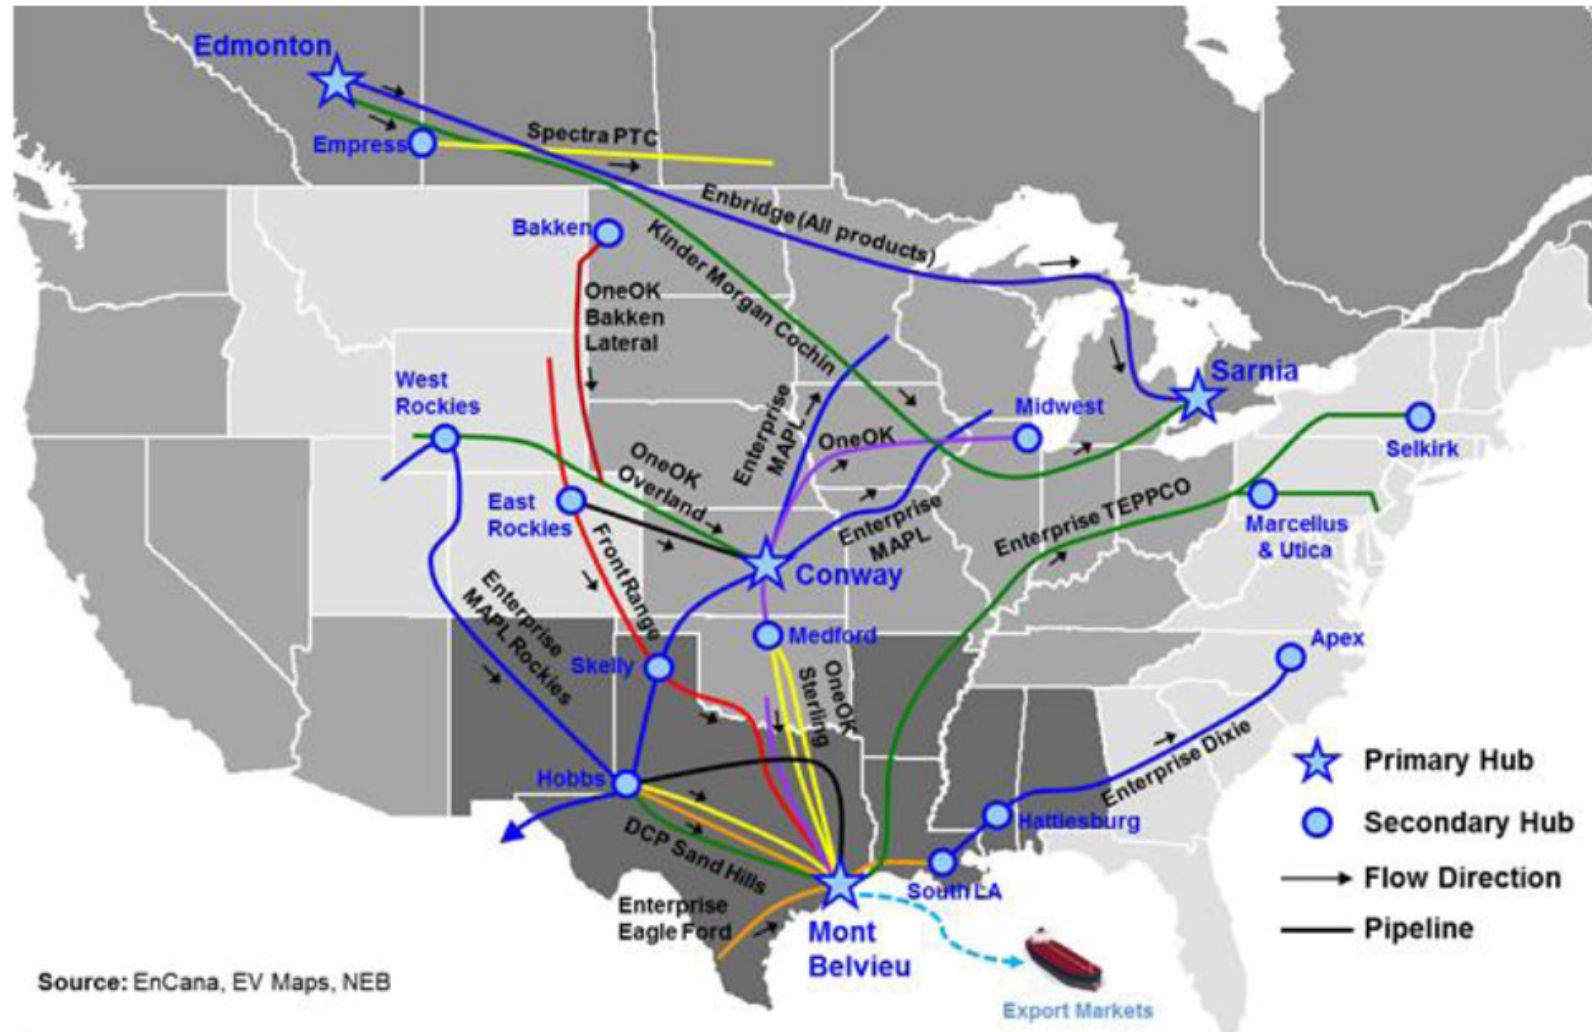 Edmonton
Empress
Spectra PTC
Enbridge (All products)
Bakken
Kinder Morgan Cochin
OneOK
Bakken
Lateral
West
Rockies
Sarnia
Midwest
Enterprise
MAPL
OneOK
Selkirk
OneOK
Overland
East
Rockies
Enterprise
MAPL
Enterprise TEPPCO
Marcellus
& Utica
Front Range
Conway
Enterprise
MAPL Rockies
Medford
Apex
Skelly
OneOK
Sterling
Hobbs
Enterprise Dixie
Hattiesburg
DCP Sand Hills
South LA
Enterprise
Eagle Ford
Mont
Belvieu
Export Markets
Primary Hub
Secondary Hub
Flow Direction
Pipeline
Source: EnCana, EV Maps, NEB